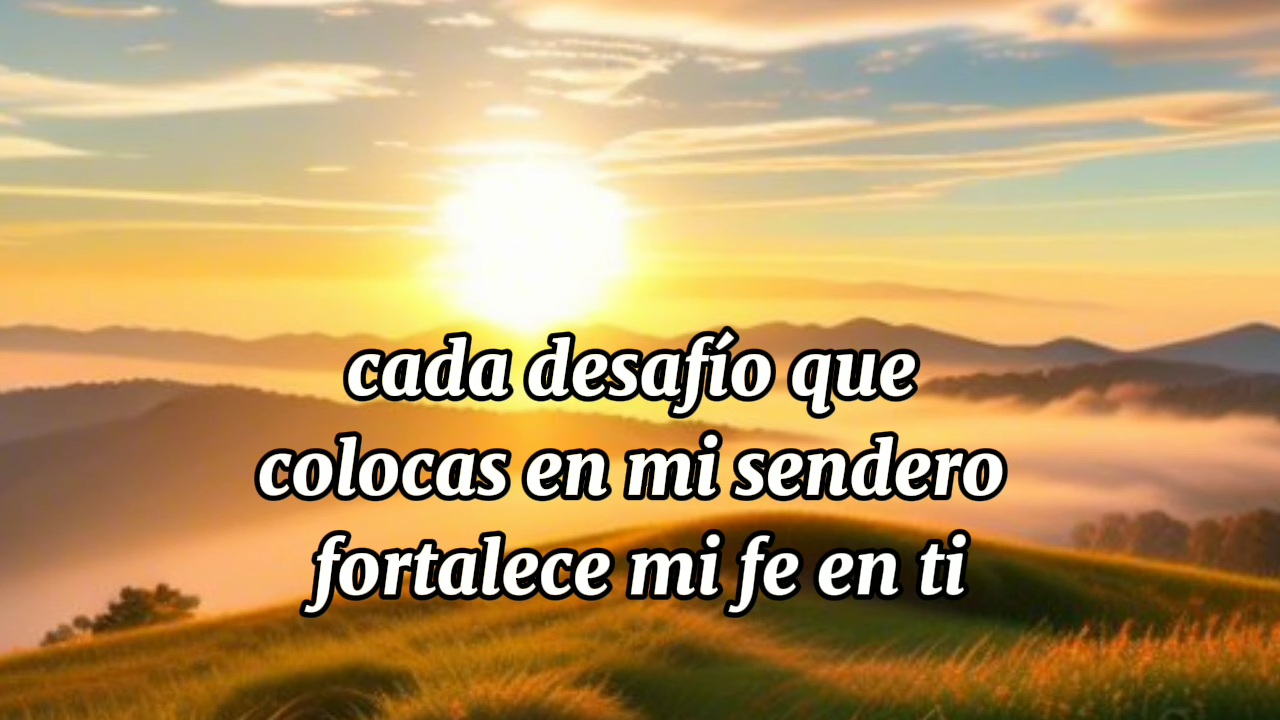 cada desafío que
colocas en mi sendero
fortalece mi fe en ti